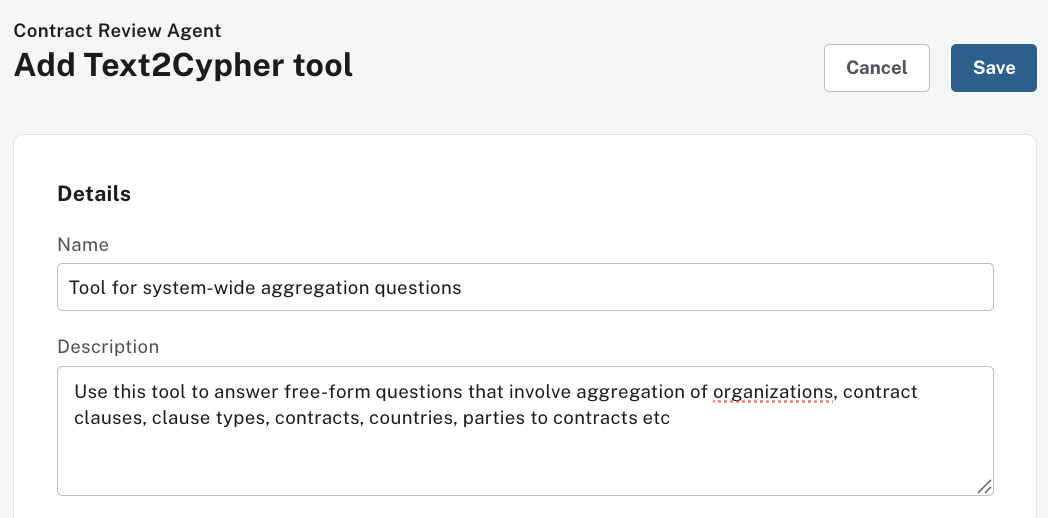 Contract Review Agent
Add Text2Cypher tool
Cancel
Save
Details
Name
Tool for system-wide aggregation questions
Description
Use this tool to answer free-form questions that involve aggregation of organizations, contract
clauses, clause types, contracts, countries, parties to contracts etc